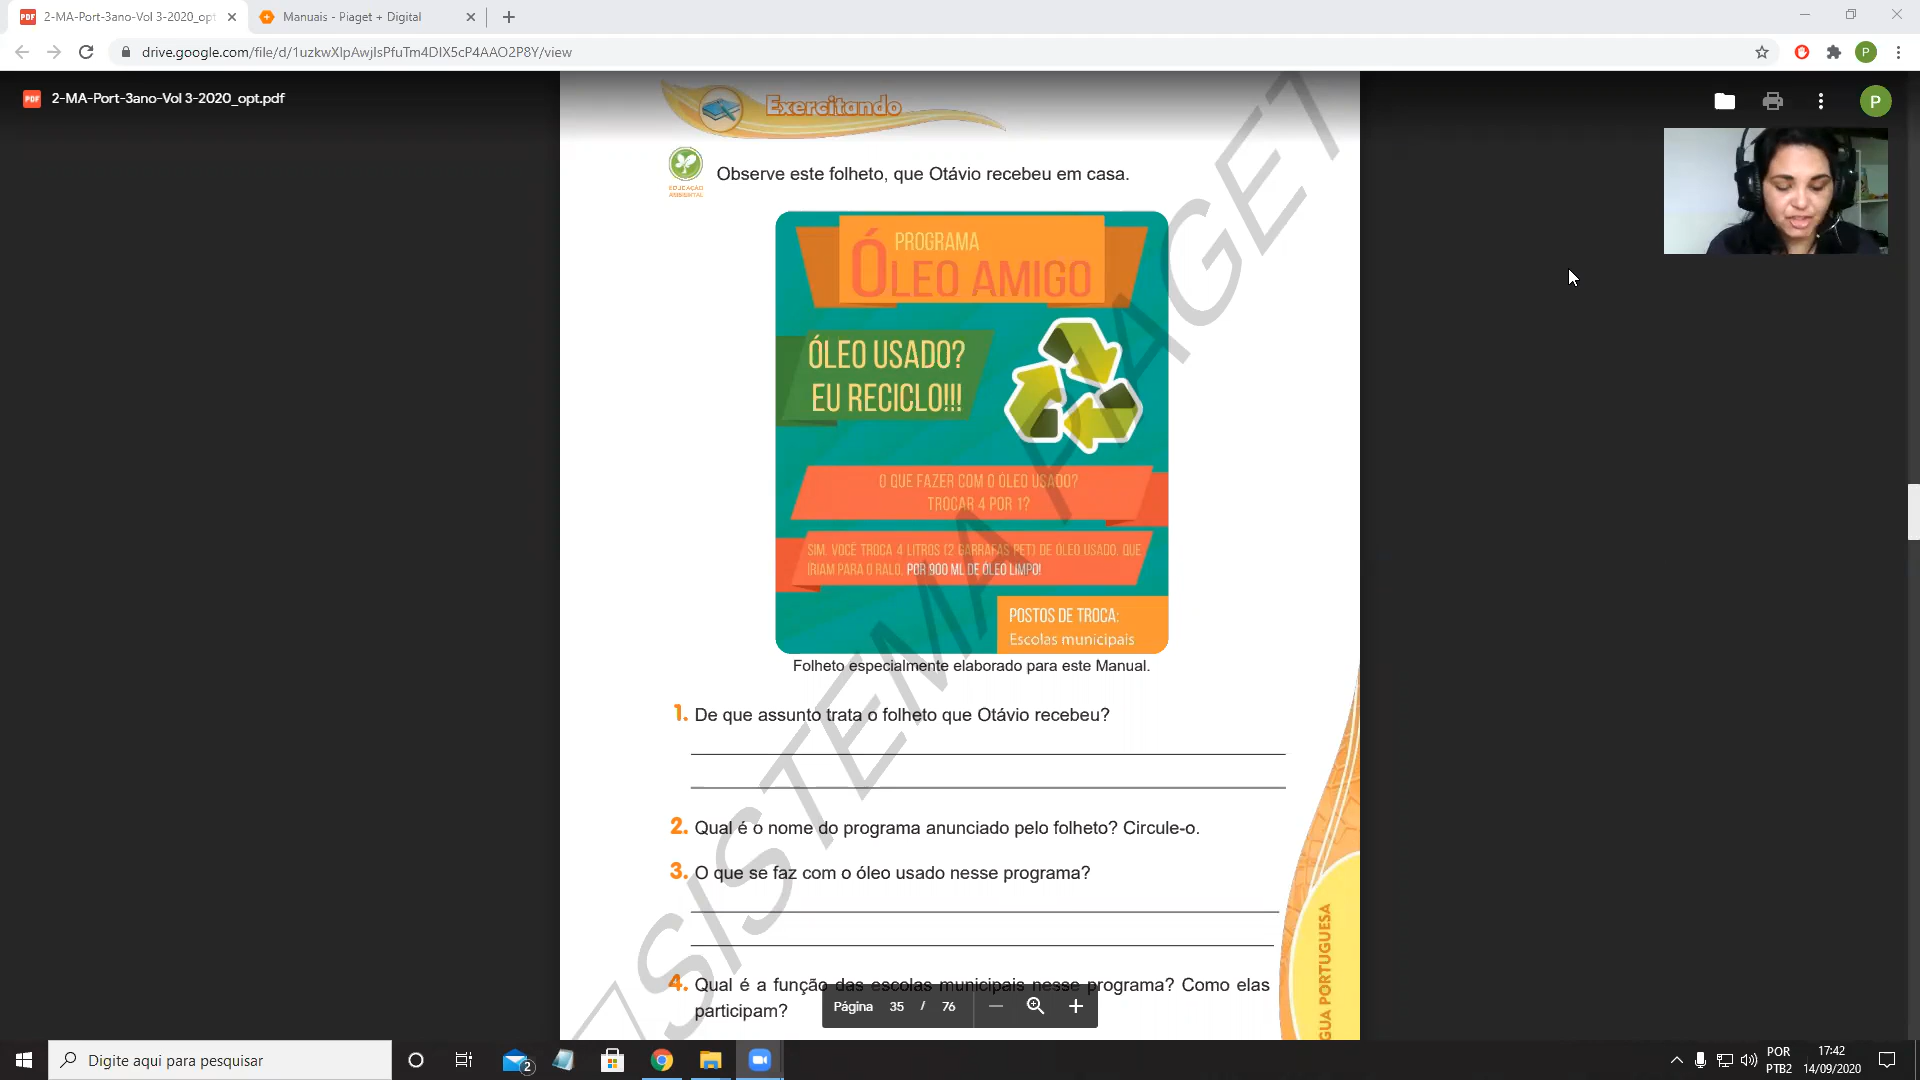 2-MA-Port-3ano-Vol 3-2020_opt
Manuais - Piaget + Digital
drive.google.com/file/d/1uzkwXlpAwjIsPfuTm4DIX5cP4AAO2P8Y/view
P
PDF
2-MA-Port-3ano-Vol 3-2020_opt.pdf
P
Exercitando
EDUCAÇÃO
AMBIENTAL
Observe este folheto, que Otávio recebeu em casa.
PROGRAMA
ÓLEO AMIGO
ÓLEO USADO?
EU RECICLO!!!
O QUE FAZER COM O ÓLEO USADO?
TROCAR 4 POR 1?
SIM. VOCÊ TROCA 4 LITROS (2 GARRAFAS PET) DE ÓLEO USADO, QUE
IRIAM PARA O RALO, POR 900 ML DE ÓLEO LIMPO!
POSTOS DE TROCA:
Escolas municipais
Folheto especialmente elaborado para este Manual.
SISTEMA PIAGET
1. De que assunto trata o folheto que Otávio recebeu?
2. Qual é o nome do programa anunciado pelo folheto? Circule-o.
3. O que se faz com o óleo usado nesse programa?
4. Qual é a função das escolas municipais nesse programa? Como elas
participam?
GUA PORTUGUESA
Página 35 / 76
Digite aqui para pesquisar
2
POR
PTB2
17:42
14/09/2020